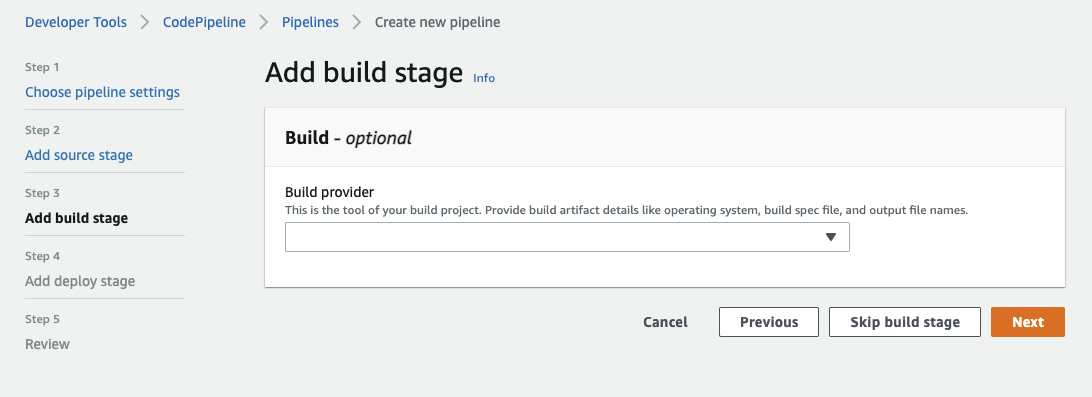 Developer Tools > CodePipeline > Pipelines > Create new pipeline
Step 1
Choose pipeline settings
Step 2
Add source stage
Step 3
Add build stage
Step 4
Add deploy stage
Step 5
Review
Add build stage Info
Build - optional
Build provider
This is the tool of your build project. Provide build artifact details like operating system, build spec file, and output file names.
Cancel Previous Skip build stage Next